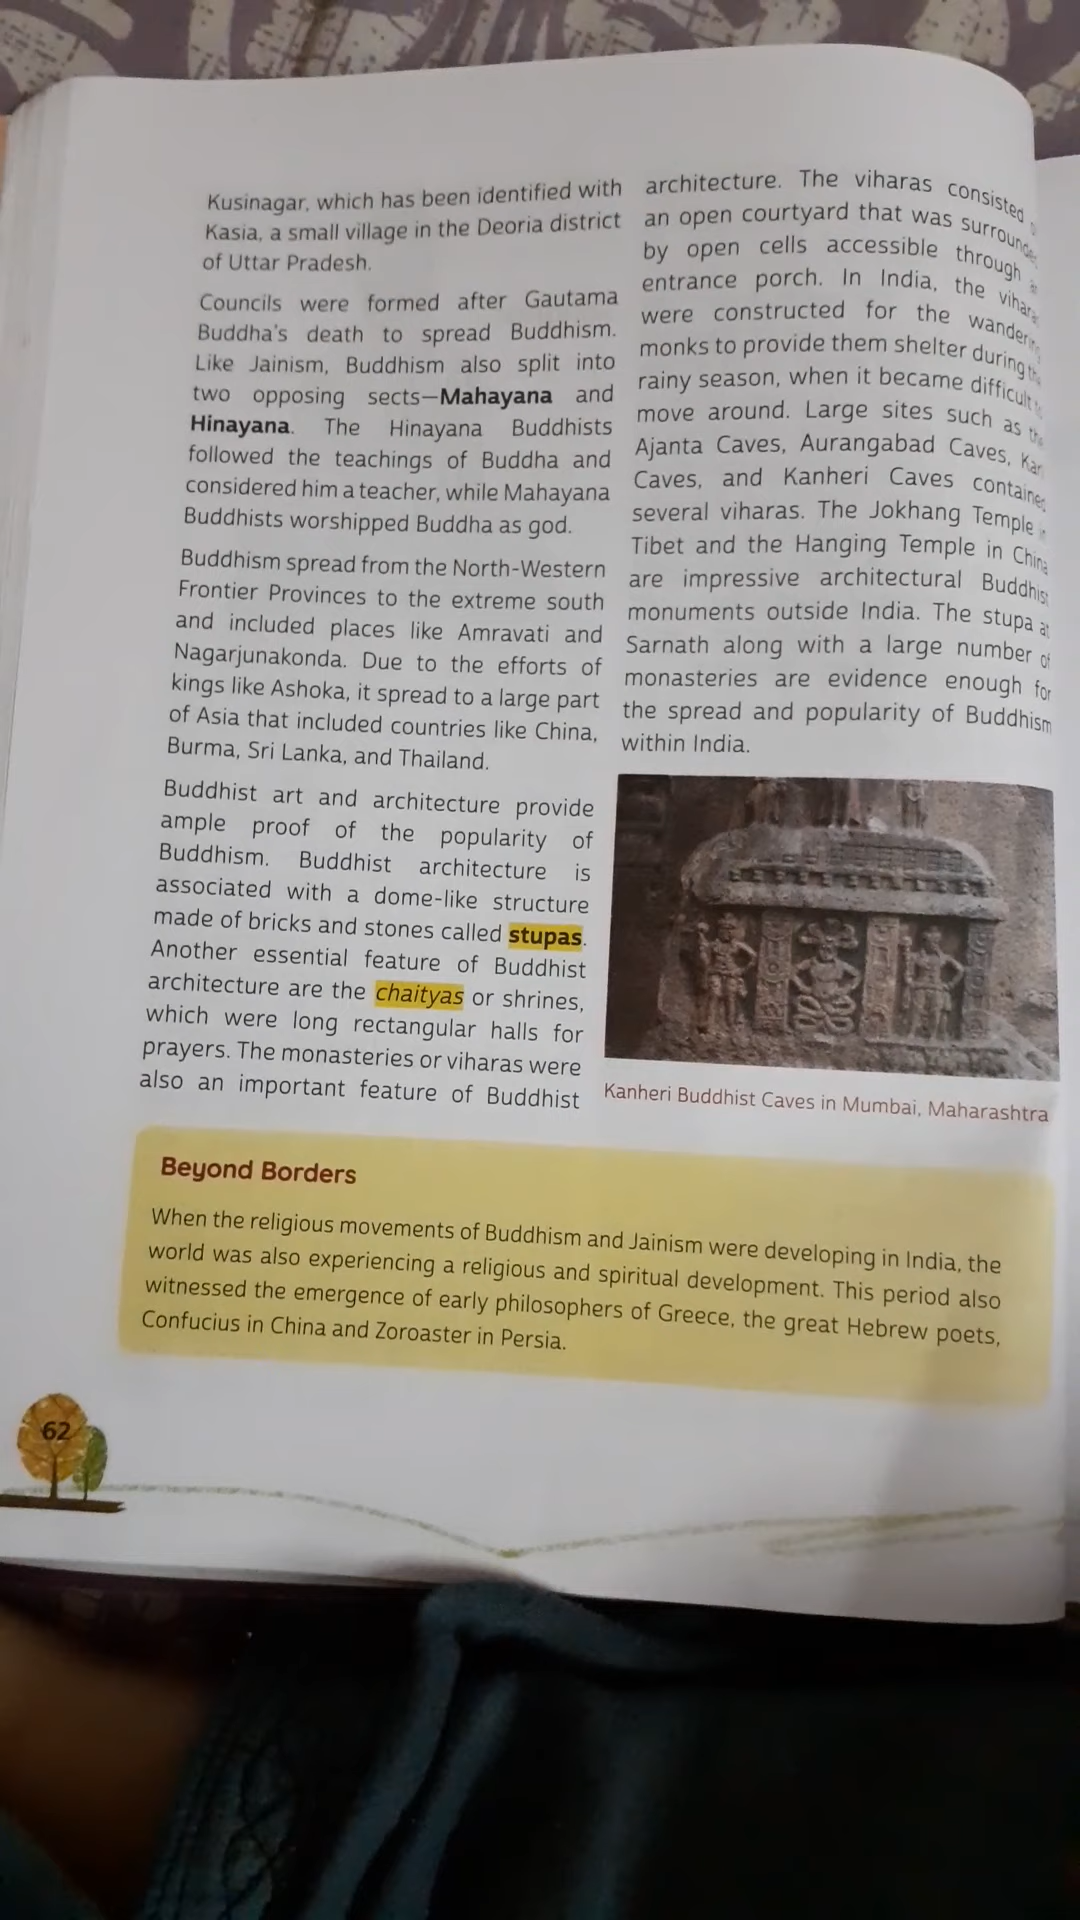 Kusinagar, which has been identified with
Kasia, a small village in the Deoria district
of Uttar Pradesh.
Councils were formed after Gautama
Buddha's death to spread Buddhism.
Like Jainism, Buddhism also split into
two opposing sects—Mahayana and
Hinayana. The Hinayana Buddhists
followed the teachings of Buddha and
considered him a teacher, while Mahayana
Buddhists worshipped Buddha as god.
Buddhism spread from the North-Western
Frontier Provinces to the extreme south
and included places like Amravati and
Nagarjunakonda. Due to the efforts of
kings like Ashoka, it spread to a large part
of Asia that included countries like China,
Burma, Sri Lanka, and Thailand.
Buddhist art and architecture provide
ample proof of the popularity of
Buddhism. Buddhist architecture is
associated with a dome-like structure
made of bricks and stones called stupas.
Another essential feature of Buddhist
architecture are the chaityas or shrines,
which were long rectangular halls for
prayers. The monasteries or viharas were
also an important feature of Buddhist
architecture. The viharas consisted
an open courtyard that was surrounded
by open cells accessible through
entrance porch. In India, the viharas
were constructed for the wandering
monks to provide them shelter during the
rainy season, when it became difficult to
move around. Large sites such as the
Ajanta Caves, Aurangabad Caves,
Caves, and Kanheri Caves contained
several viharas. The Jokhang Temple in
Tibet and the Hanging Temple in China
are impressive architectural Buddhist
monuments outside India. The stupa at
Sarnath along with a large number of
monasteries are evidence enough for
the spread and popularity of Buddhism
within India.
Kanheri Buddhist Caves in Mumbai, Maharashtra
Beyond Borders
When the religious movements of Buddhism and Jainism were developing in India, the
world was also experiencing a religious and spiritual development. This period also
witnessed the emergence of early philosophers of Greece, the great Hebrew poets,
Confucius in China and Zoroaster in Persia.
62